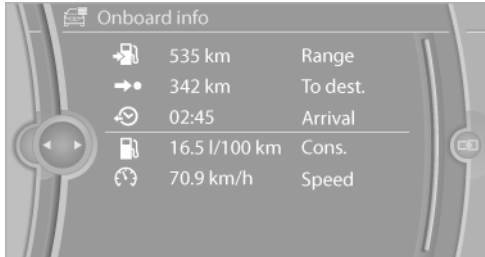 Onboard info
535 km Range
342 km To dest.
02:45 Arrival
16.5 l/100 km Cons.
70.9 km/h Speed